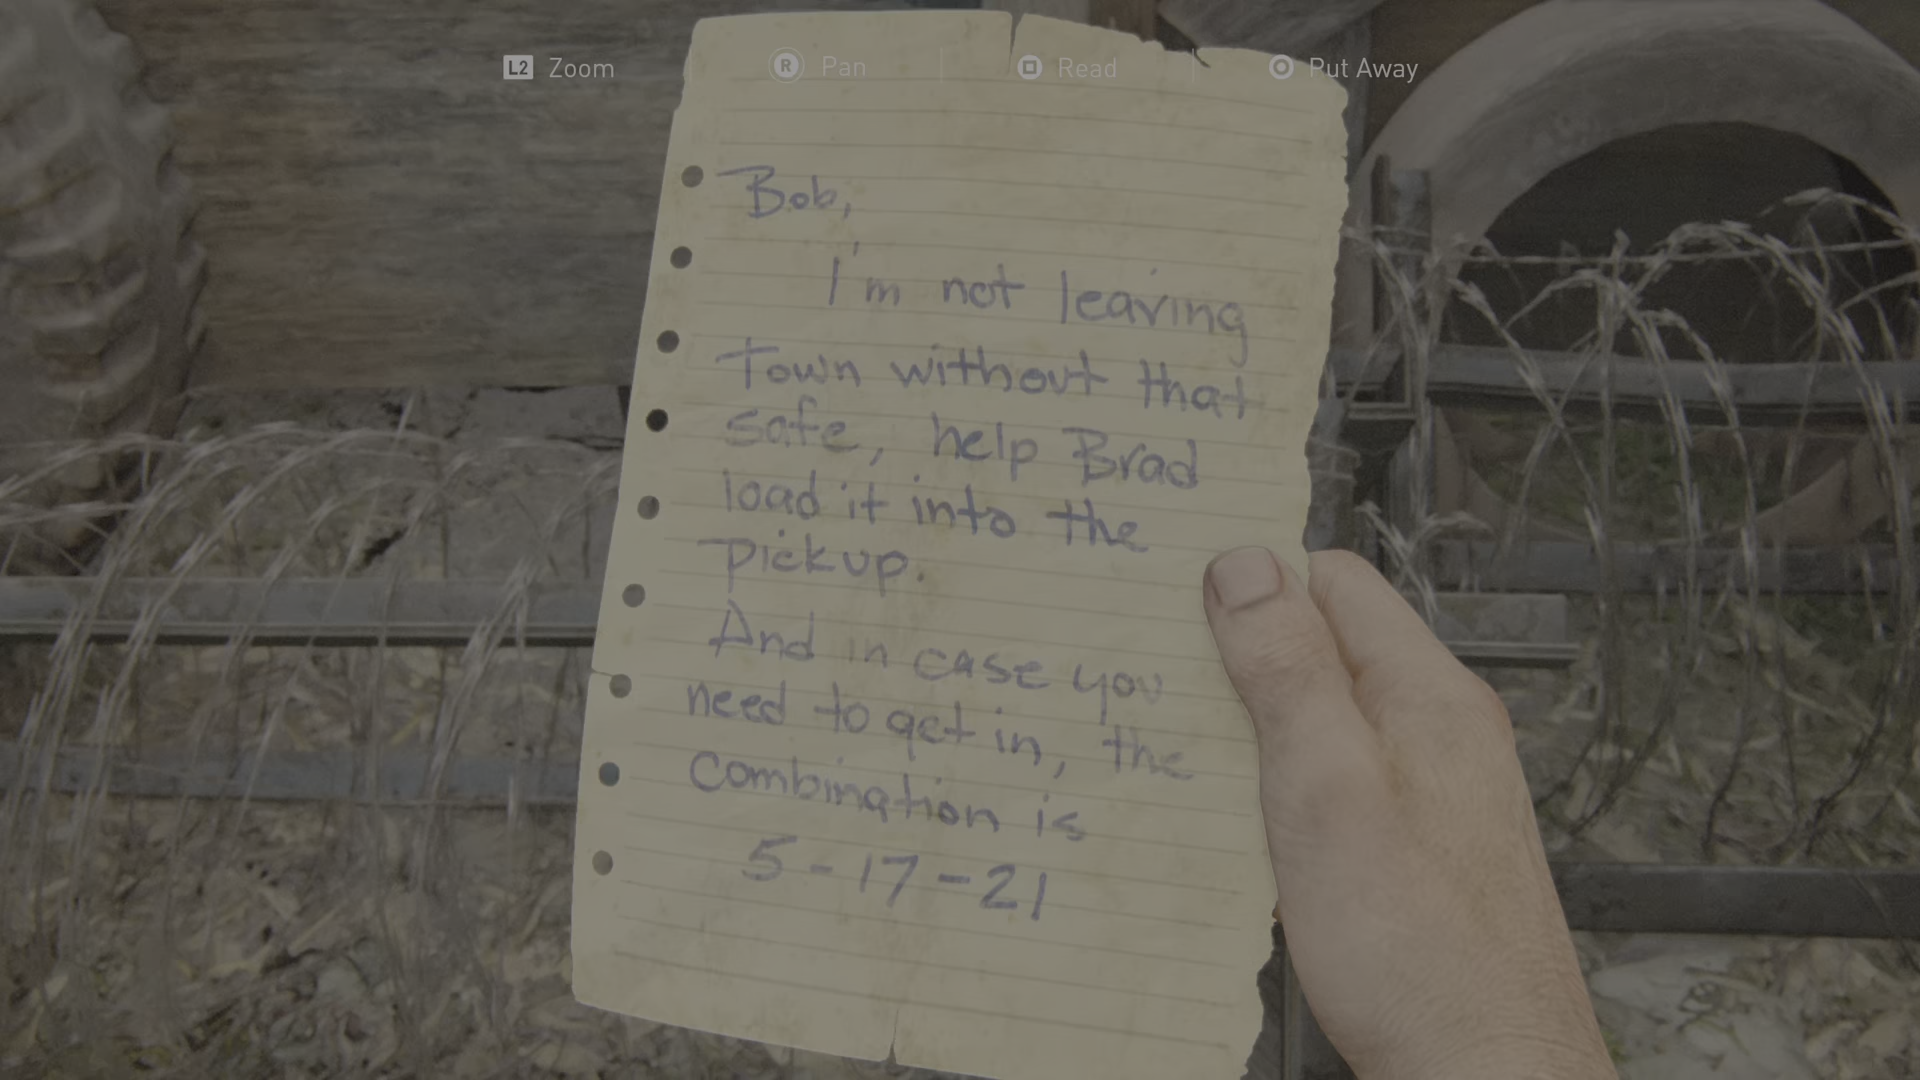 L2 Zoom R Pan Read Put Away
Bob,
I'm not leaving
Town without that
safe, help Brad
load it into the
pickup.
And in case you
need to get in, the
combination is
5-17-21